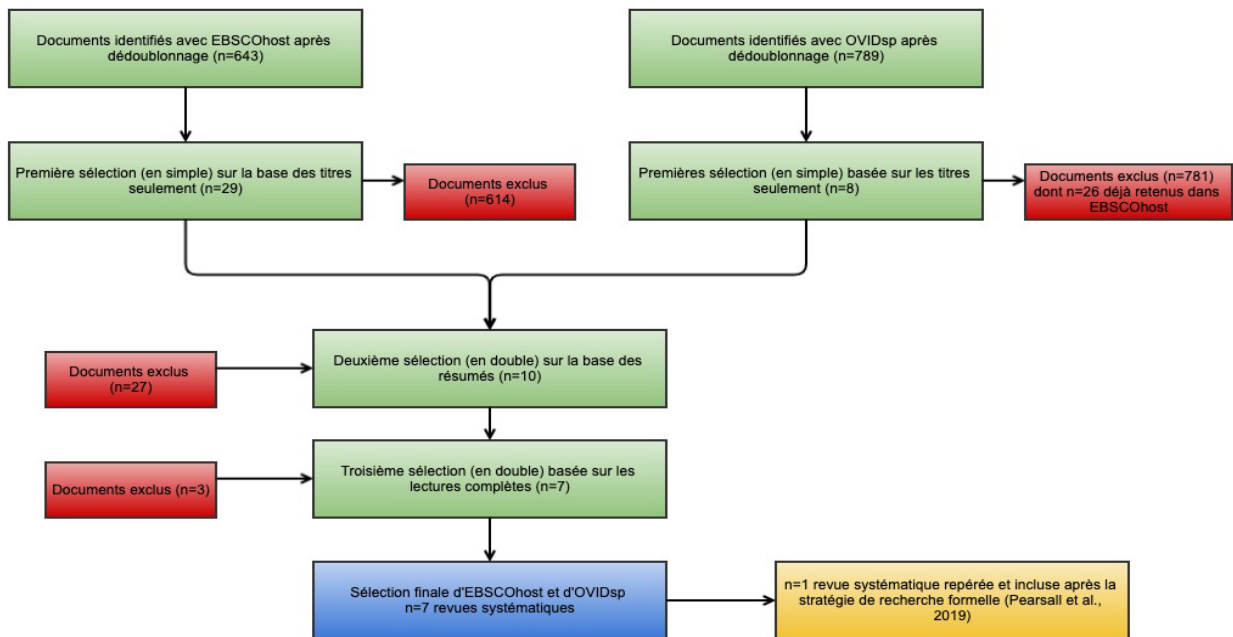 Documents identifiés avec EBSCOhost après
dédoublonnage (n=643)
Documents identifiés avec OVIDsp après
dédoublonnage (n=789)
Première sélection (en simple) sur la base des titres
seulement (n=29)
Documents exclus
(n=614)
Premières sélection (en simple) basée sur les titres
seulement (n=8)
Documents exclus (n=781)
dont n=26 déjà retenus dans
EBSCOhost
Documents exclus
(n=27)
Deuxième sélection (en double) sur la base des
résumés (n=10)
Documents exclus (n=3)
Troisième sélection (en double) basée sur les
lectures complètes (n=7)
Sélection finale d'EBSCOhost et d'OVIDsp
n=7 revues systématiques
n=1 revue systématique repérée et incluse après la
stratégie de recherche formelle (Pearsall et al.,
2019)